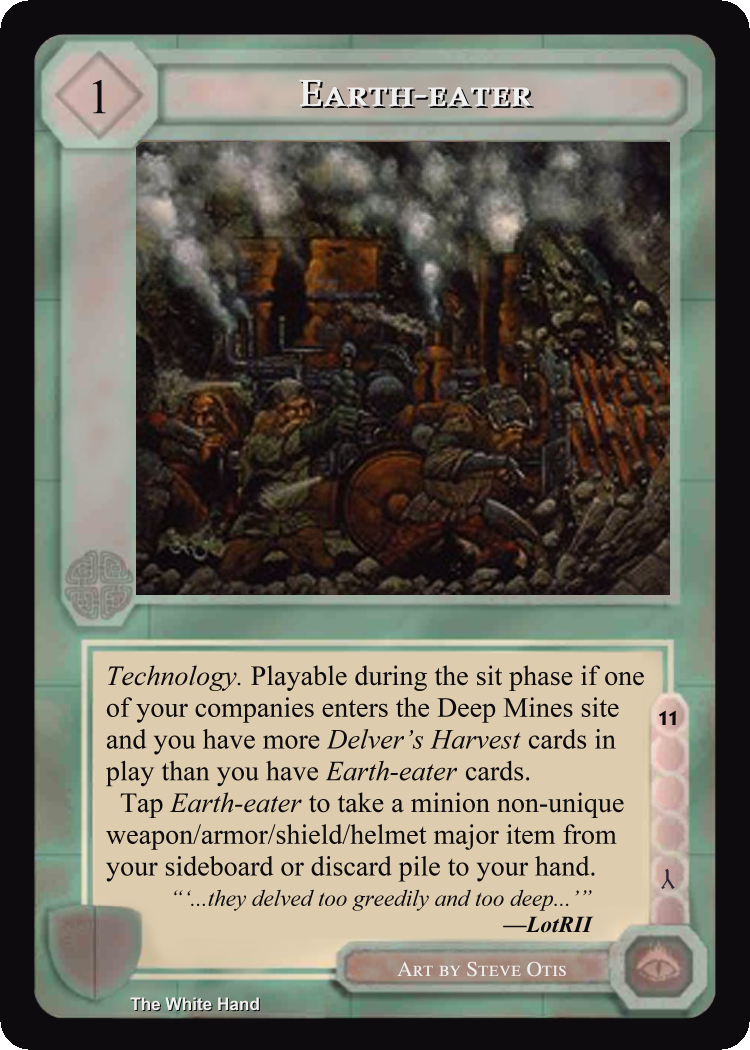 1
EARTH-EATER
Technology. Playable during the sit phase if one
of your companies enters the Deep Mines site
and you have more Delver's Harvest cards in
play than you have Earth-eater cards.
Tap Earth-eater to take a minion non-unique
weapon/armor/shield/helmet major item from
your sideboard or discard pile to your hand.
“‘...they delved too greedily and too deep...’”
—LotRII
11
ART BY STEVE OTIS
The White Hand